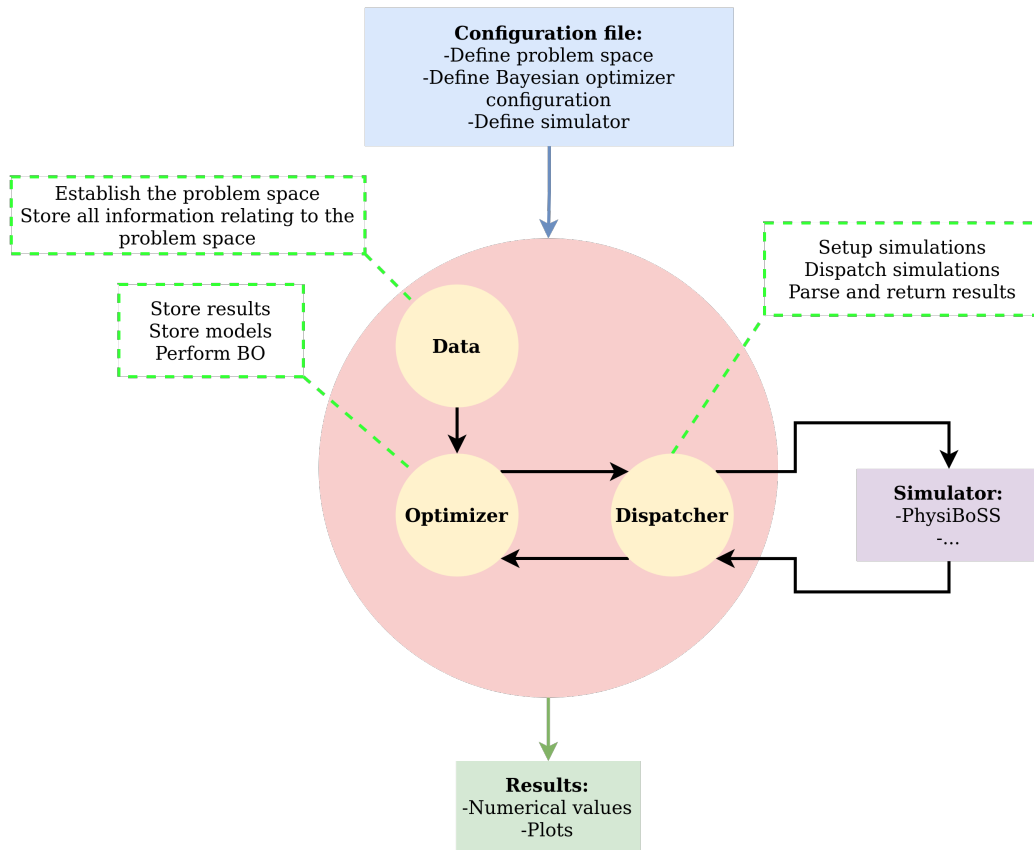 Configuration file:
-Define problem space
-Define Bayesian optimizer
configuration
-Define simulator
Establish the problem space
Store all information relating to the
problem space
Setup simulations
Dispatch simulations
Parse and return results
Store results
Store models
Perform BO
Data
Optimizer
Dispatcher
Simulator:
-PhysiBoSS
-...
Results:
-Numerical values
-Plots